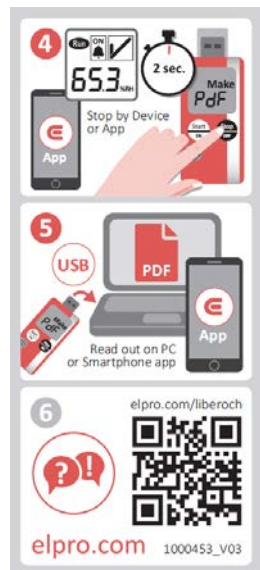 4
Run
ON
65.3
%RH
2 sec.
Make
PdF
Start
Stop
App
Stop by Device
or App
5
USB
PDF
Make
PdF
App
Read out on PC
or Smartphone app
6
elpro.com/liberoch
?!
elpro.com
1000453_V03